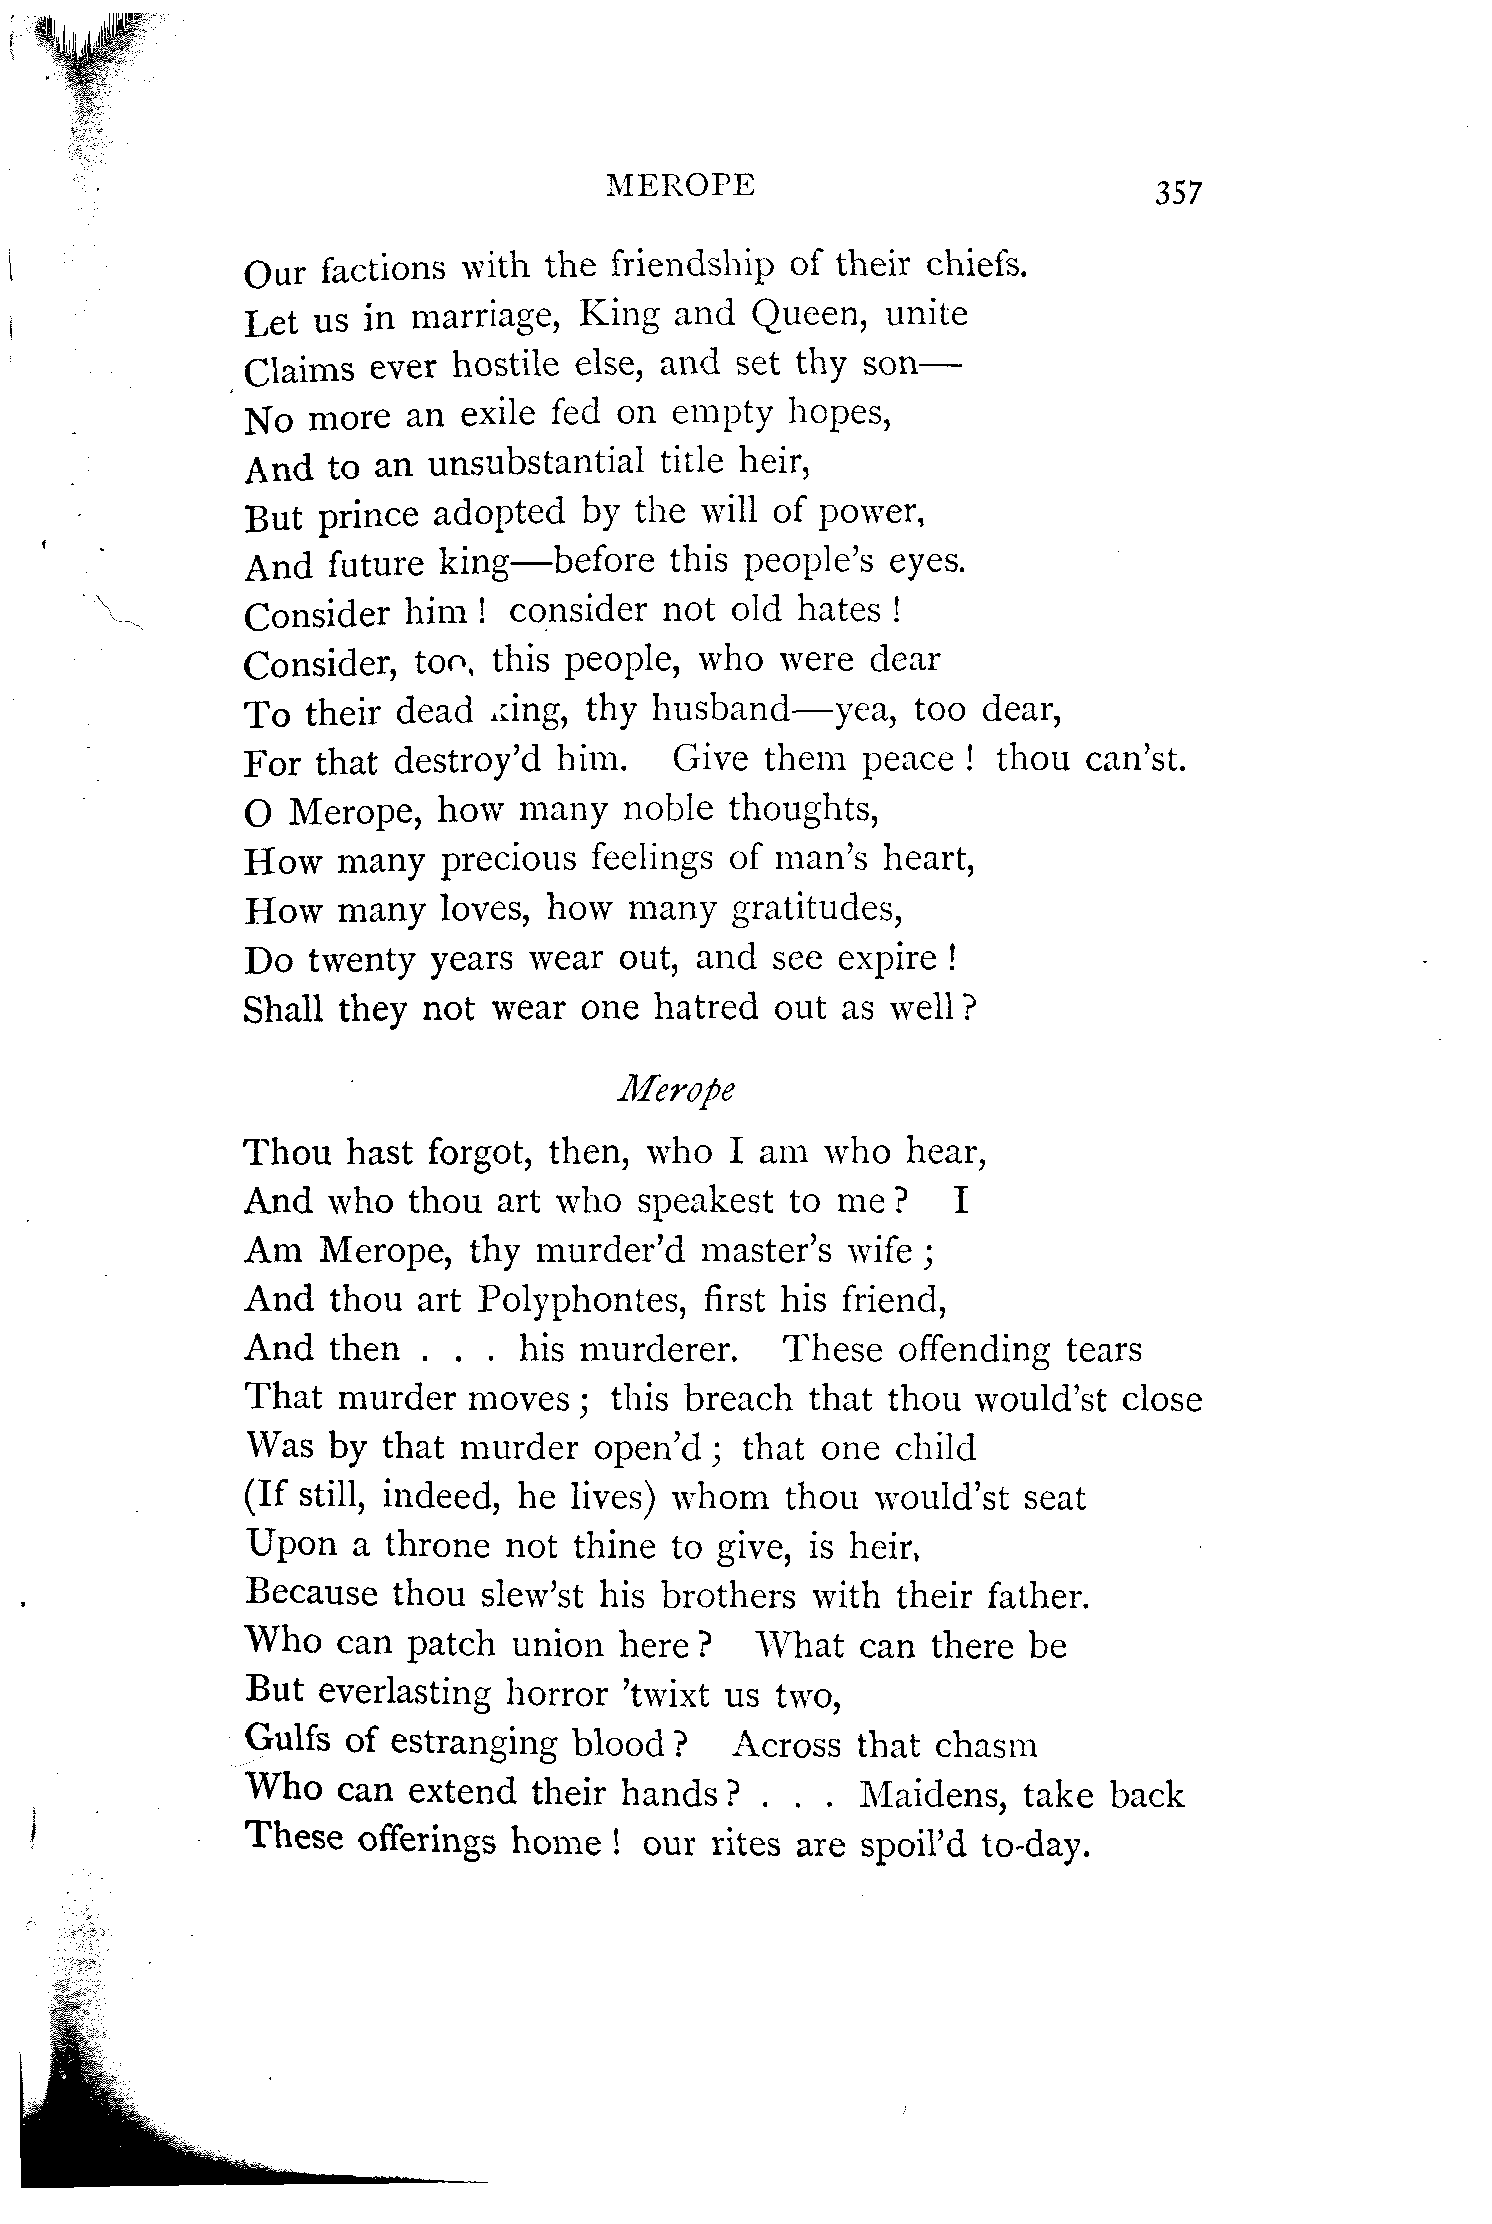 MEROPE 357
Our factions with the friendship of their chiefs.
Let us in marriage, King and Queen, unite
Claims ever hostile else, and set thy son—
No more an exile fed on empty hopes,
And to an unsubstantial title heir,
But prince adopted by the will of power,
And future king—before this people's eyes.
Consider him! consider not old hates!
Consider, too, this people, who were dear
To their dead king, thy husband—yea, too dear,
For that destroy'd him. Give them peace! thou can'st.
O Merope, how many noble thoughts,
How many precious feelings of man's heart,
How many loves, how many gratitudes,
Do twenty years wear out, and see expire!
Shall they not wear one hatred out as well?
Merope
Thou hast forgot, then, who I am who hear,
And who thou art who speakest to me? I
Am Merope, thy murder'd master's wife;
And thou art Polyphontes, first his friend,
And then . . . his murderer. These offending tears
That murder moves; this breach that thou would'st close
Was by that murder open'd; that one child
(If still, indeed, he lives) whom thou would'st seat
Upon a throne not thine to give, is heir,
Because thou slew'st his brothers with their father.
Who can patch union here? What can there be
But everlasting horror 'twixt us two,
Gulfs of estranging blood? Across that chasm
Who can extend their hands? . . . Maidens, take back
These offerings home! our rites are spoil'd to-day.